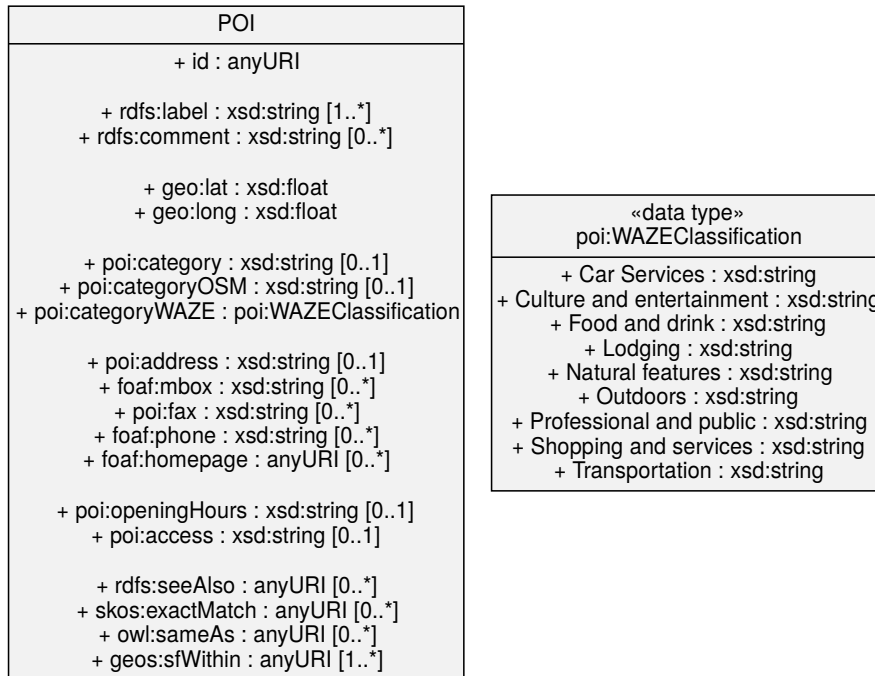 POI
+ id : anyURI
+ rdfs:label : xsd:string [1..*]
+ rdfs:comment : xsd:string [0..*]
+ geo:lat : xsd:float
+ geo:long : xsd:float
+ poi:category : xsd:string [0..1]
+ poi:categoryOSM : xsd:string [0..1]
+ poi:categoryWAZE : poi:WAZEClassification
+ poi:address : xsd:string [0..1]
+ foaf:mbox : xsd:string [0..*]
+ poi:fax : xsd:string [0..*]
+ foaf:phone : xsd:string [0..*]
+ foaf:homepage : anyURI [0..*]
+ poi:openingHours : xsd:string [0..1]
+ poi:access : xsd:string [0..1]
+ rdfs:seeAlso : anyURI [0..*]
+ skos:exactMatch : anyURI [0..*]
+ owl:sameAs : anyURI [0..*]
+ geos:sfWithin : anyURI [1..*]
«data type»
poi:WAZEClassification
+ Car Services : xsd:string
+ Culture and entertainment : xsd:string
+ Food and drink : xsd:string
+ Lodging : xsd:string
+ Natural features : xsd:string
+ Outdoors : xsd:string
+ Professional and public : xsd:string
+ Shopping and services : xsd:string
+ Transportation : xsd:string